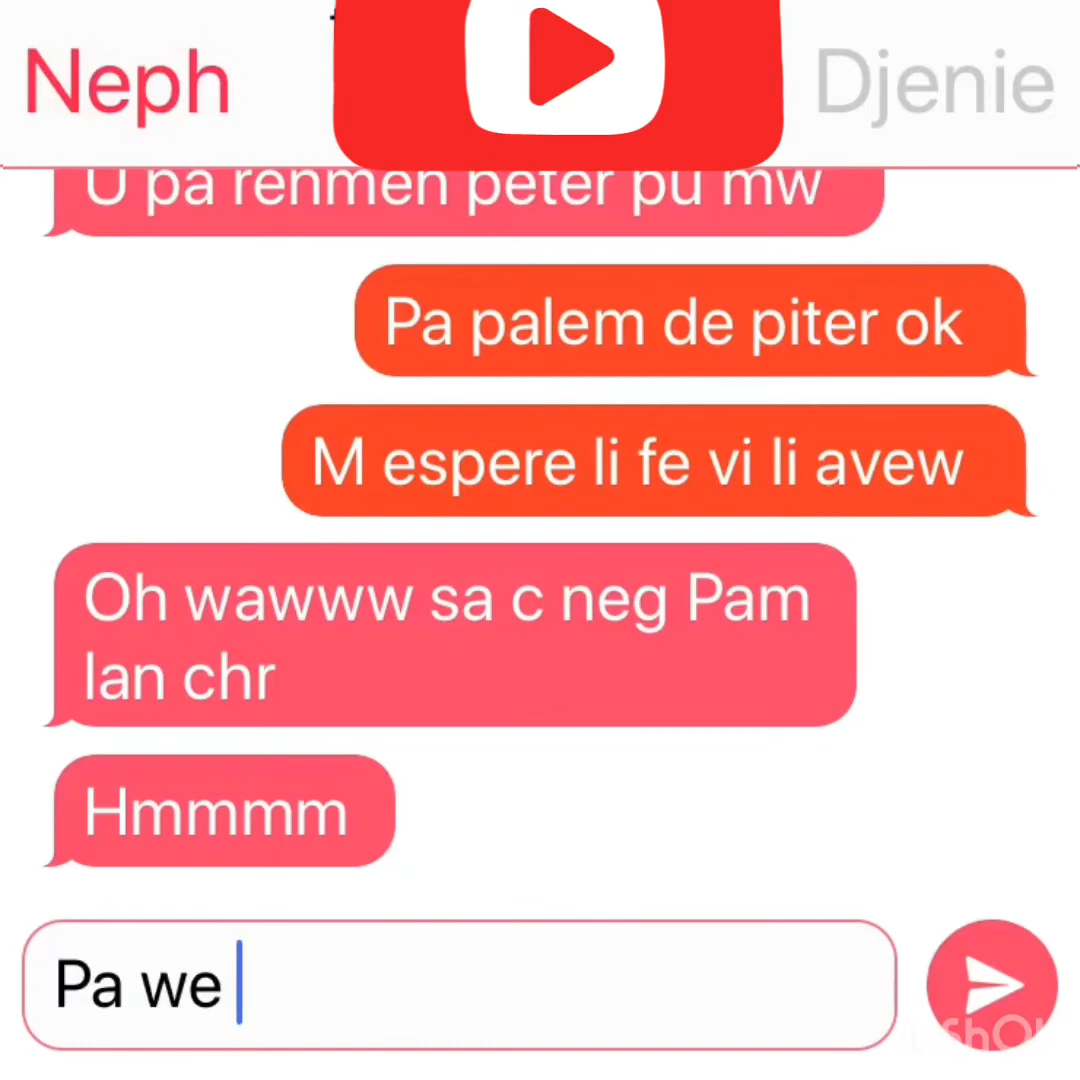 Neph
Djenie
U pa renmen peter pu mw
Pa palem de piter ok
M espere li fe vi li avew
Oh wawww sa c neg Pam
lan chr
Hmmmm
Pa we